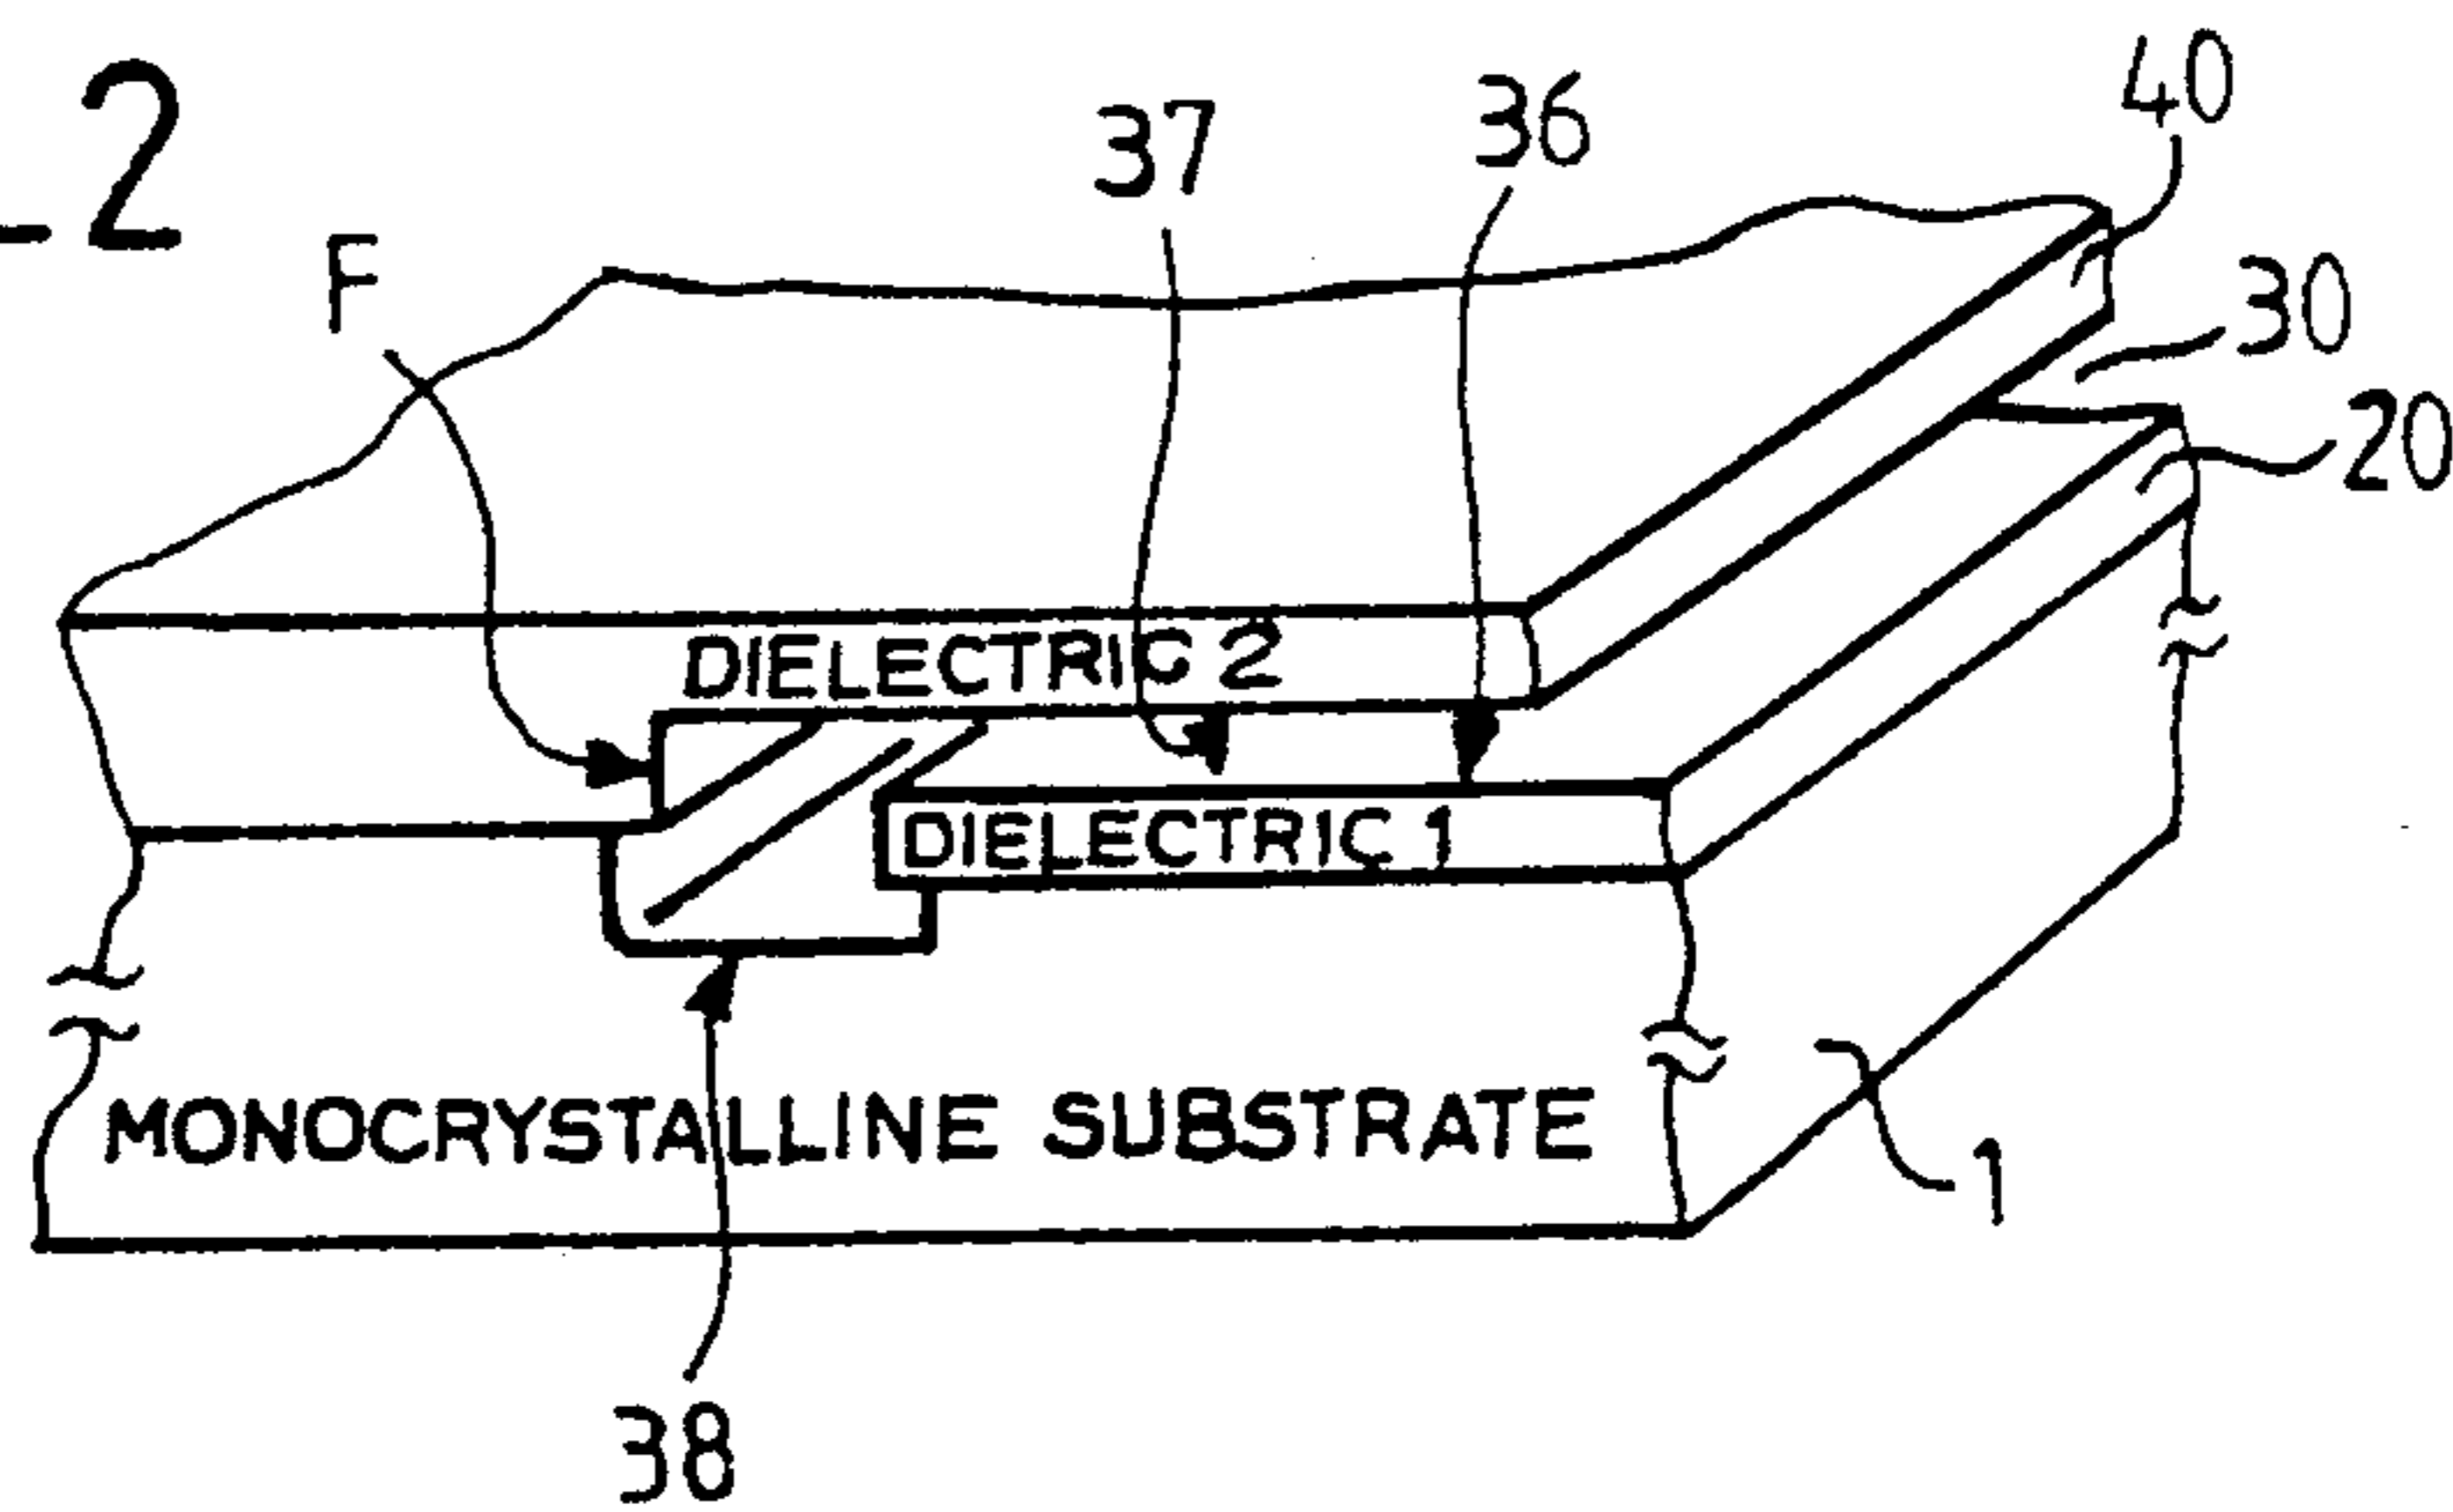 2
F
37
36
40
30
20
DIELECTRIC 2
DIELECTRIC 1
MONOCRYSTALLINE SUBSTRATE
1
38